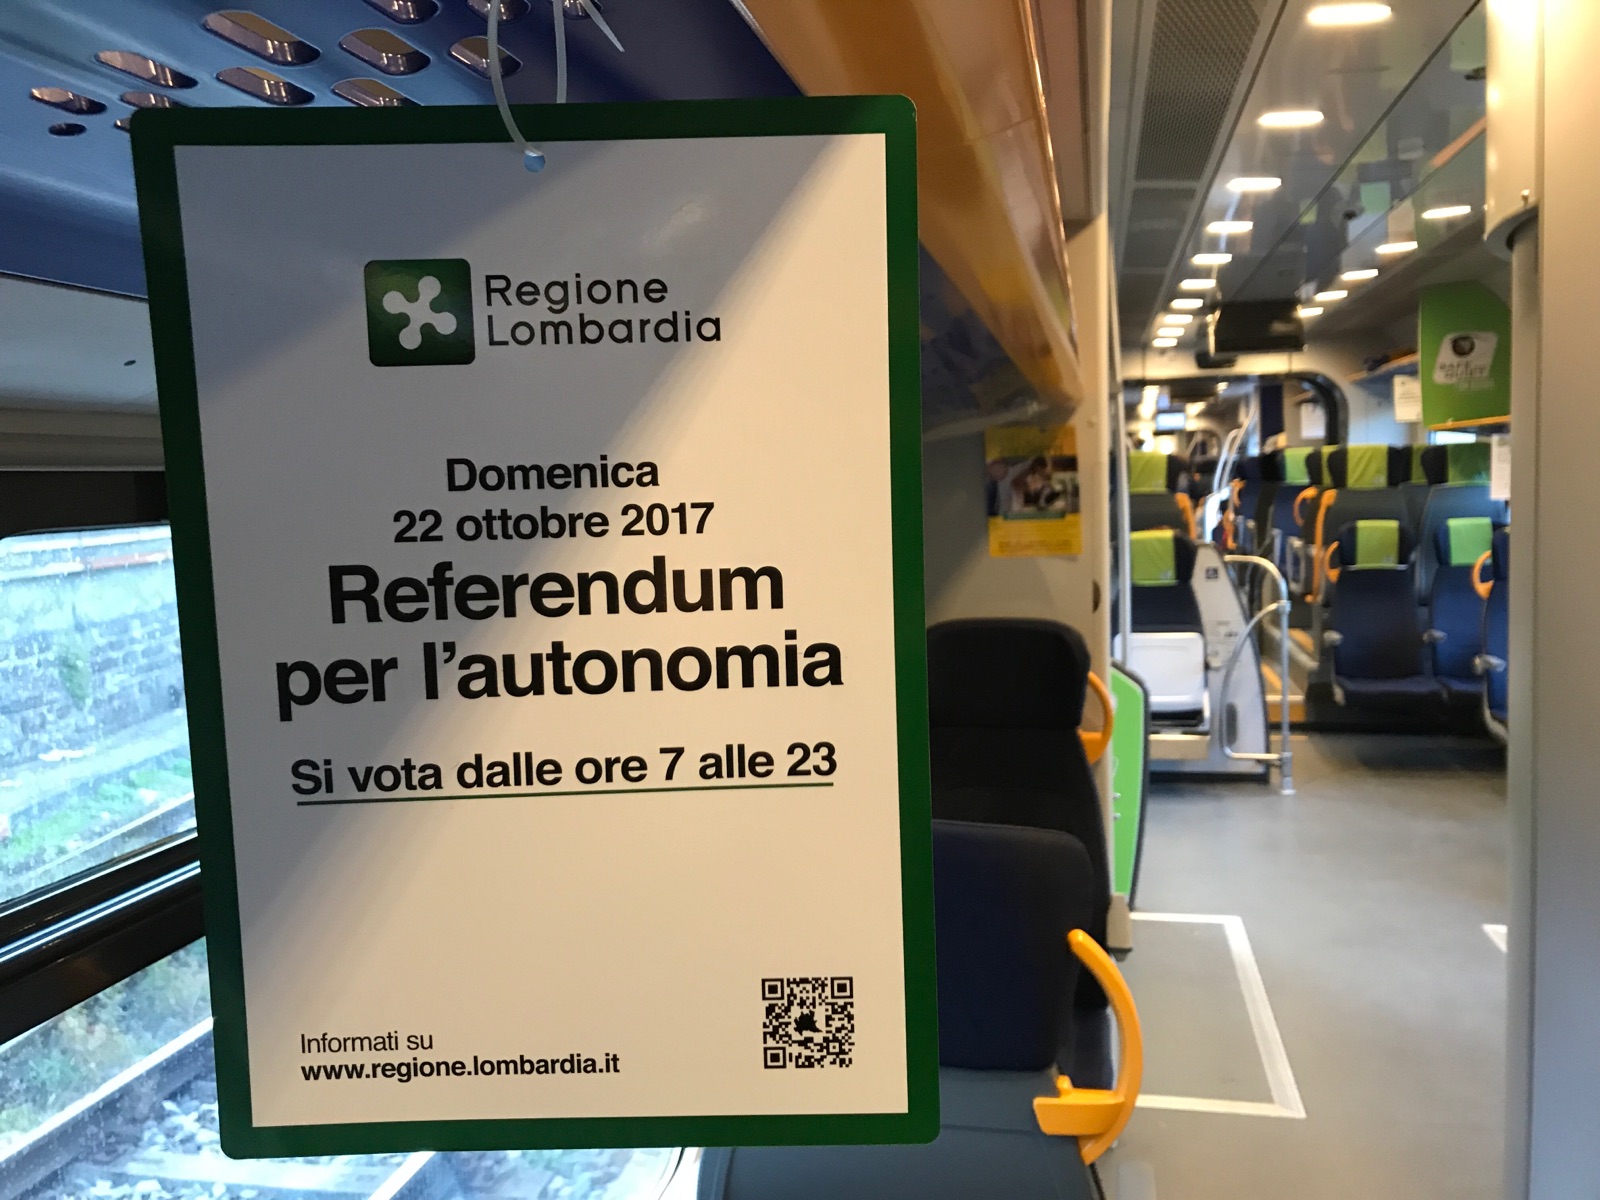 Regione
Lombardia
Domenica
22 ottobre 2017
Referendum
per l'autonomia
Si vota dalle ore 7 alle 23
Informati su
www.regione.lombardia.it